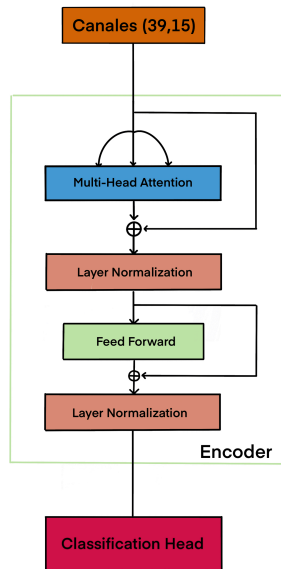 Canales (39,15)
Multi-Head Attention
Layer Normalization
Feed Forward
Layer Normalization
Encoder
Classification Head